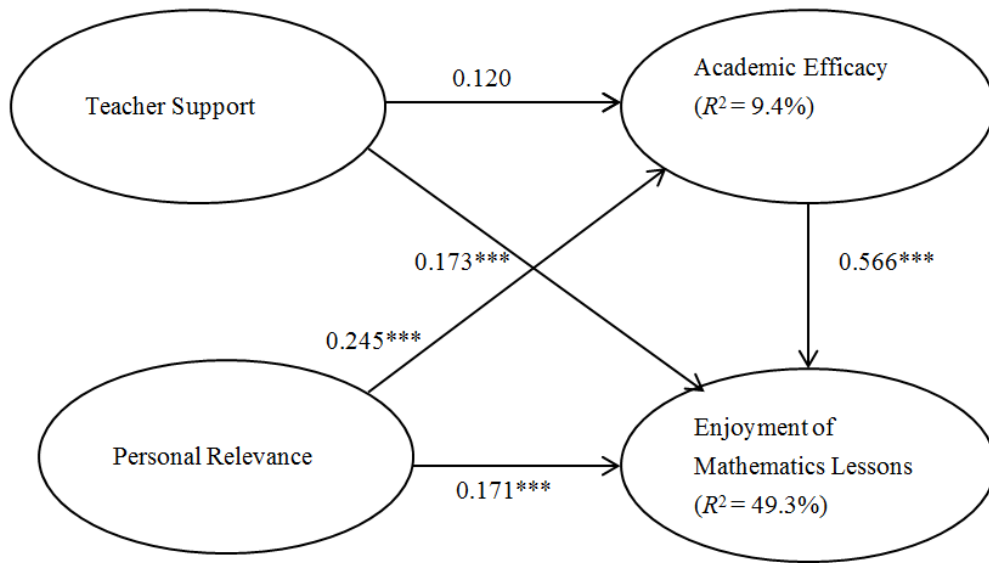 Teacher Support
0.120
Academic Efficacy
(R² = 9.4%)
0.173***
0.566***
0.245***
Personal Relevance
0.171***
Enjoyment of
Mathematics Lessons
(R² = 49.3%)